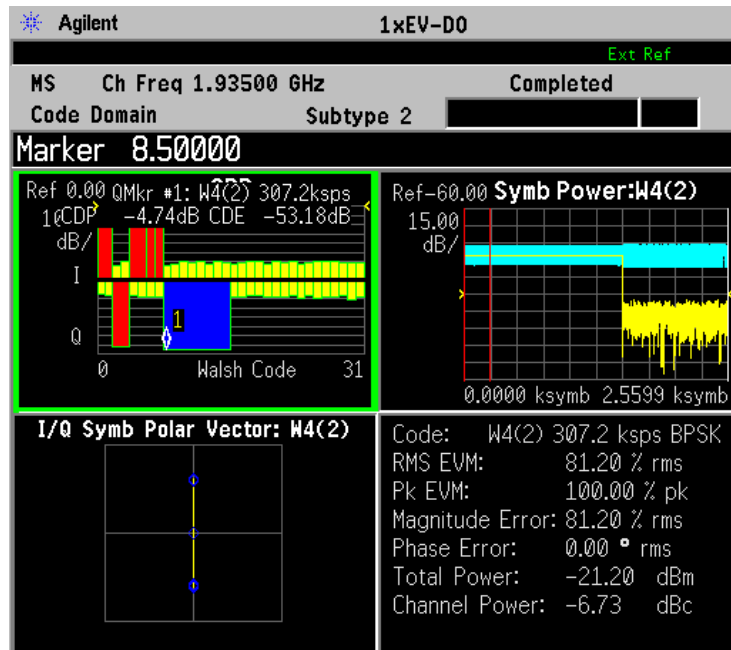 Agilent 1xEV-DO
Ext Ref
MS Ch Freq 1.93500 GHz Completed
Code Domain Subtype 2
Marker 8.50000
Ref 0.00 QMkr #1: W4(2) 307.2ksps
CDP -4.74dB CDE -53.18dB
dB/
I
1
Q
0 Walsh Code 31
Ref-60.00 Symb Power:W4(2)
15.00
dB/
0.0000 ksymb 2.5599 ksymb
I/Q Symb Polar Vector: W4(2)
Code: W4(2) 307.2 ksps BPSK
RMS EVM: 81.20 % rms
Pk EVM: 100.00 % pk
Magnitude Error: 81.20 % rms
Phase Error: 0.00 ° rms
Total Power: -21.20 dBm
Channel Power: -6.73 dBc